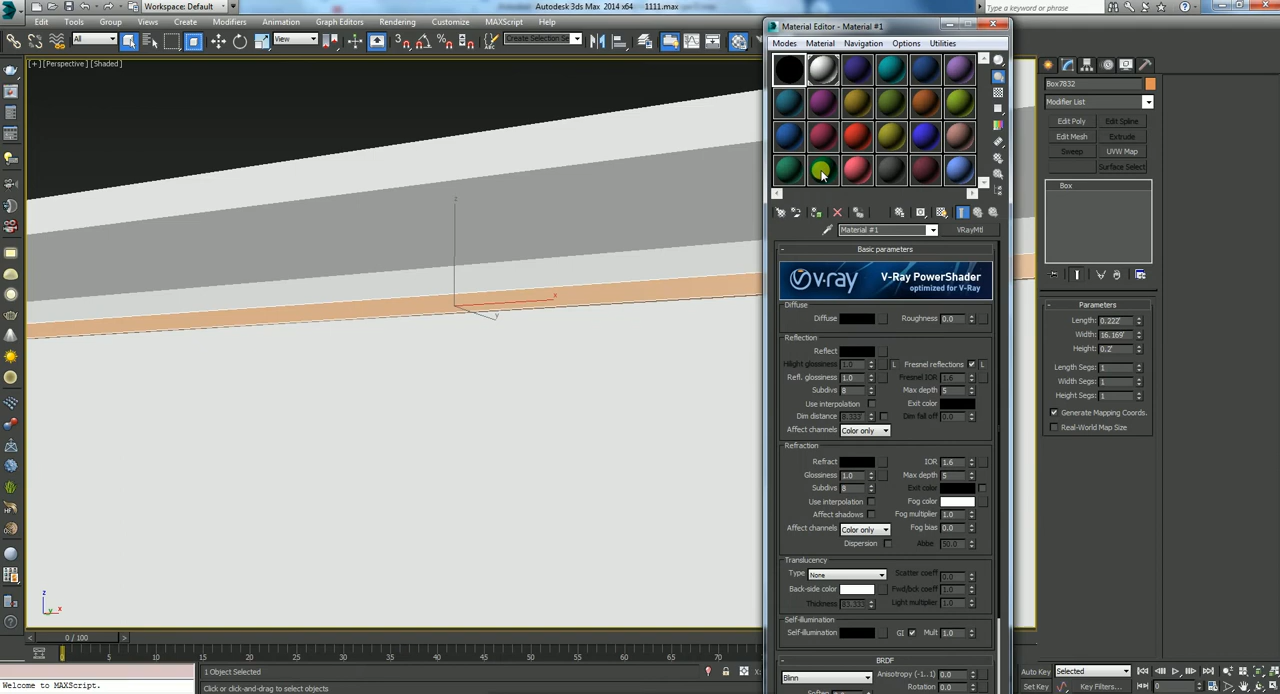 Workspace: Default
Autodesk 3ds Max 2014   1111.max
Type a keyword or phrase
Edit Tools Group Views Create Modifiers Animation Graph Editors Rendering Customize MAXScript Help
All View Create Selection Se
[+] [Perspective] [Shaded]
Material Editor - Material #1
Modes Material Navigation Options Utilities
Material #1 VRayMtl
Basic parameters
v·ray V-Ray PowerShader
optimized for V-Ray
Diffuse
Diffuse Roughness 0.0
Reflection
Reflect
Hilight glossiness 1.0 L Fresnel reflections L
Refl. glossiness 1.0 Fresnel IOR 1.6
Subdivs 8 Max depth 5
Use interpolation Exit color
Dim distance Dim fall off 0.0
Affect channels Color only
Refraction
Refract IOR 1.6
Glossiness 1.0 Max depth 5
Subdivs 8 Exit color
Use interpolation Fog color
Affect shadows Fog multiplier 1.0
Affect channels Color only Fog bias 0.0
Dispersion Abbe 50.0
Translucency
Type None Scatter coeff 0.0
Back-side color Fwd/bck coeff 1.0
Thickness Light multiplier 1.0
Self-illumination
Self-illumination GI Mult 1.0
BRDF
Blinn Anisotropy (-1..1) 0.0
Rotation 0.0
Box7832
Modifier List
Edit Poly Edit Spline
Edit Mesh Extrude
Sweep UVW Map
Surface Select
Box
Parameters
Length: 0.222'
Width: 16.169'
Height: 0.2'
Length Segs: 1
Width Segs: 1
Height Segs: 1
Generate Mapping Coords.
Real-World Map Size
z
x
y
z
x
y
0 / 100
0 5 10 15 20 25 30 35 40 45 50 55 60 65 70
1 Object Selected X:
Welcome to MAXScript. Click or click-and-drag to select objects
Auto Key Selected
Set Key Key Filters... 0